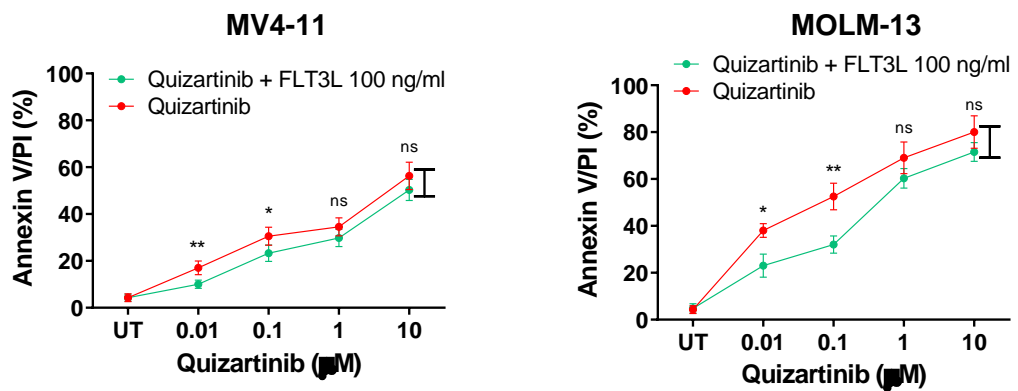 MV4-11
Quizartinib + FLT3L 100 ng/ml
Quizartinib
Annexin V/PI (%)
100
80
60
40
20
0
**
*
ns
ns
UT 0.01 0.1 1 10
Quizartinib (μM)
MOLM-13
Quizartinib + FLT3L 100 ng/ml
Quizartinib
Annexin V/PI (%)
100
80
60
40
20
0
*
**
ns
ns
UT 0.01 0.1 1 10
Quizartinib (μM)